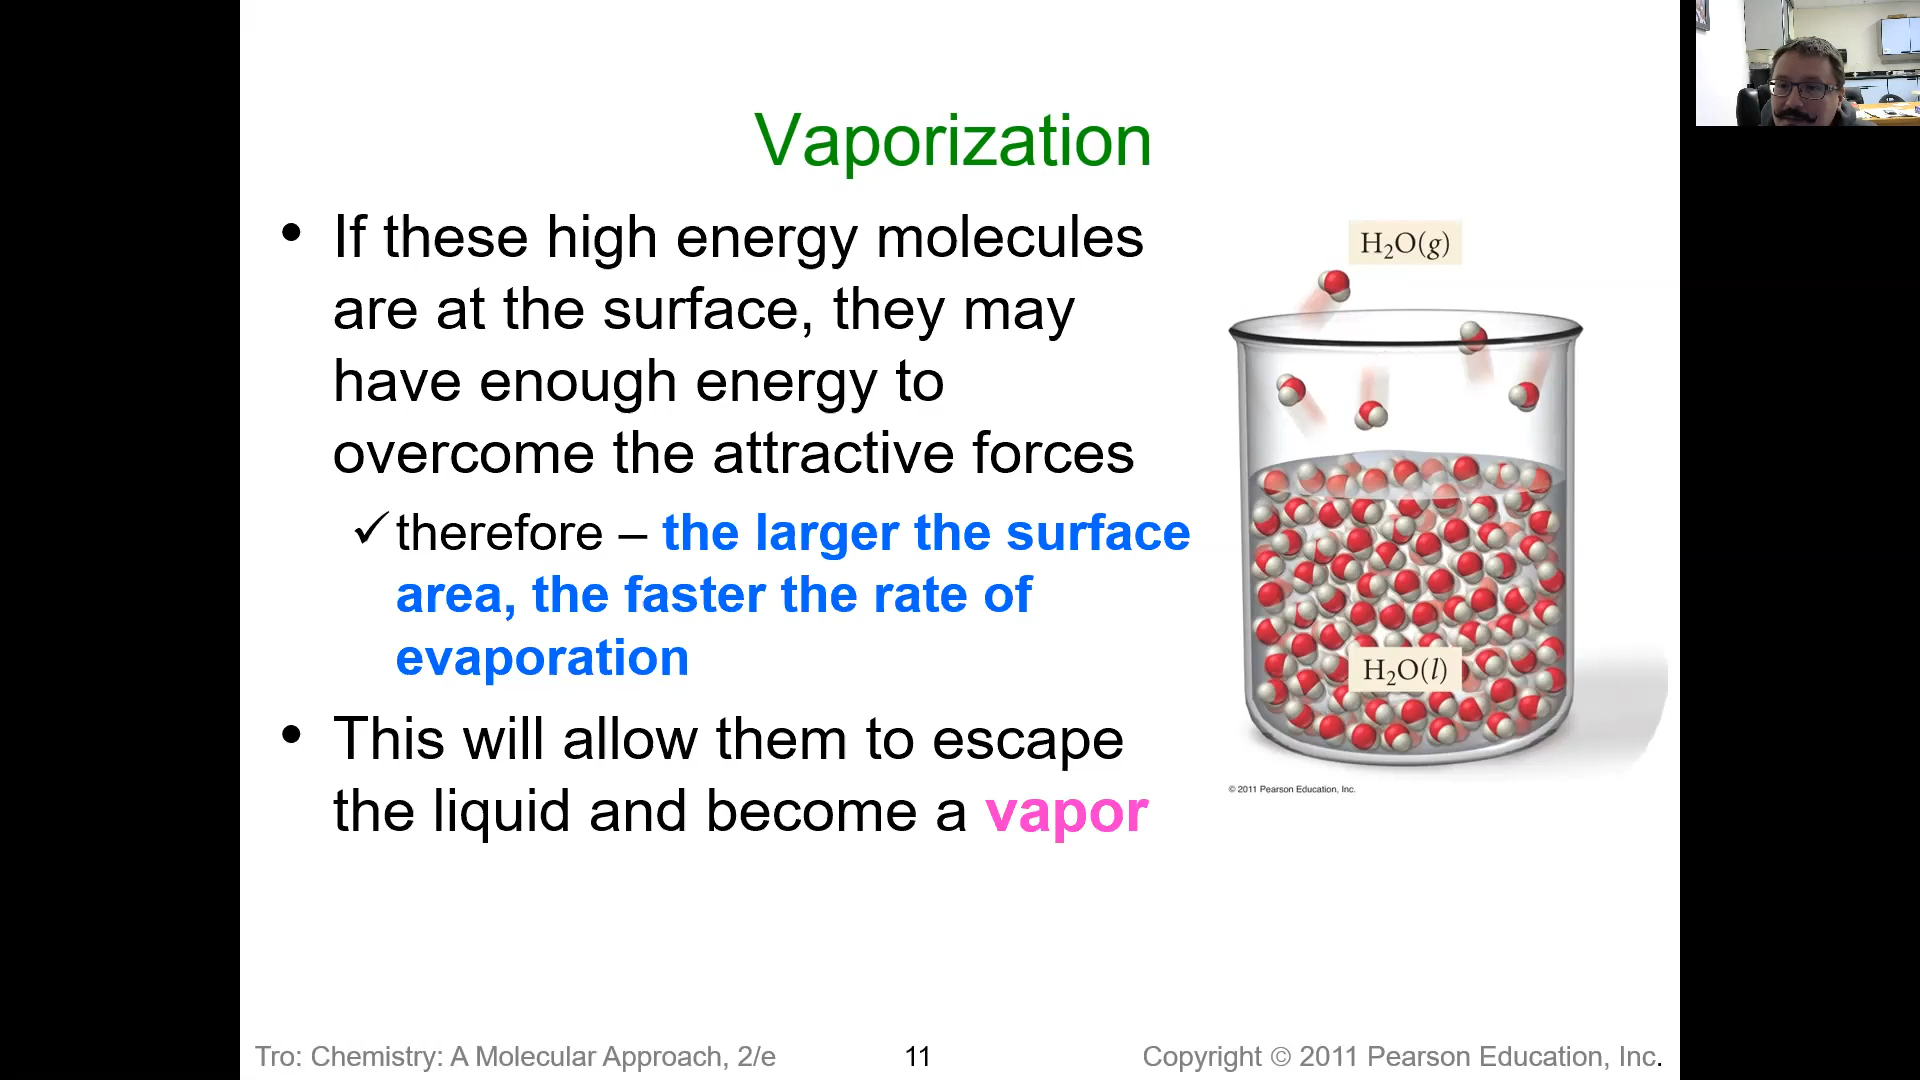 Vaporization
• If these high energy molecules
are at the surface, they may
have enough energy to
overcome the attractive forces
✓therefore – the larger the surface
area, the faster the rate of
evaporation
• This will allow them to escape
the liquid and become a vapor
H₂O(g)
H₂O(l)
© 2011 Pearson Education, Inc.
Tro: Chemistry: A Molecular Approach, 2/e
11
Copyright © 2011 Pearson Education, Inc.